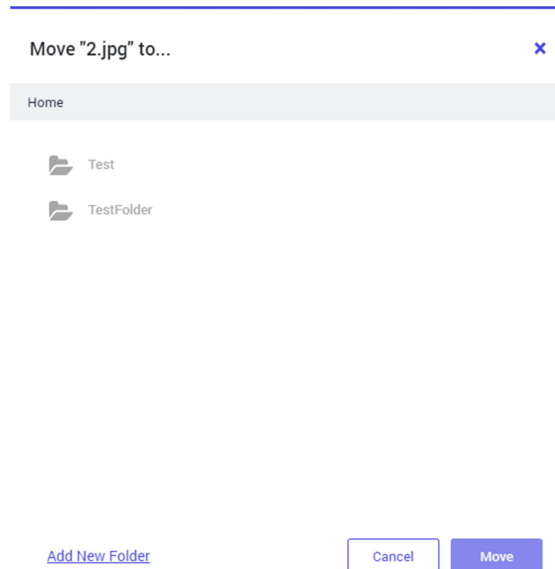 Move "2.jpg" to...
Home
Test
TestFolder
Add New Folder
Cancel
Move